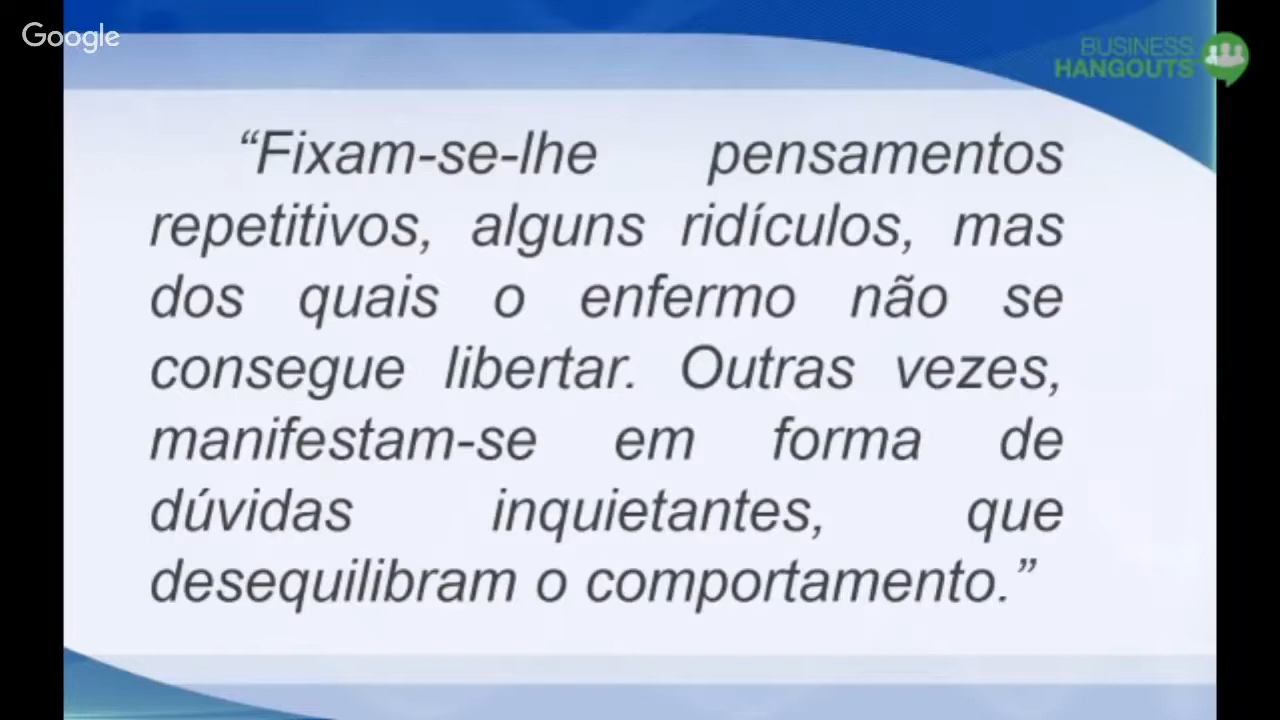 Google
BUSINESS
HANGOUTS
“Fixam-se-lhe pensamentos
repetitivos, alguns ridículos, mas
dos quais o enfermo não se
consegue libertar. Outras vezes,
manifestam-se em forma de
dúvidas inquietantes, que
desequilibram o comportamento.”